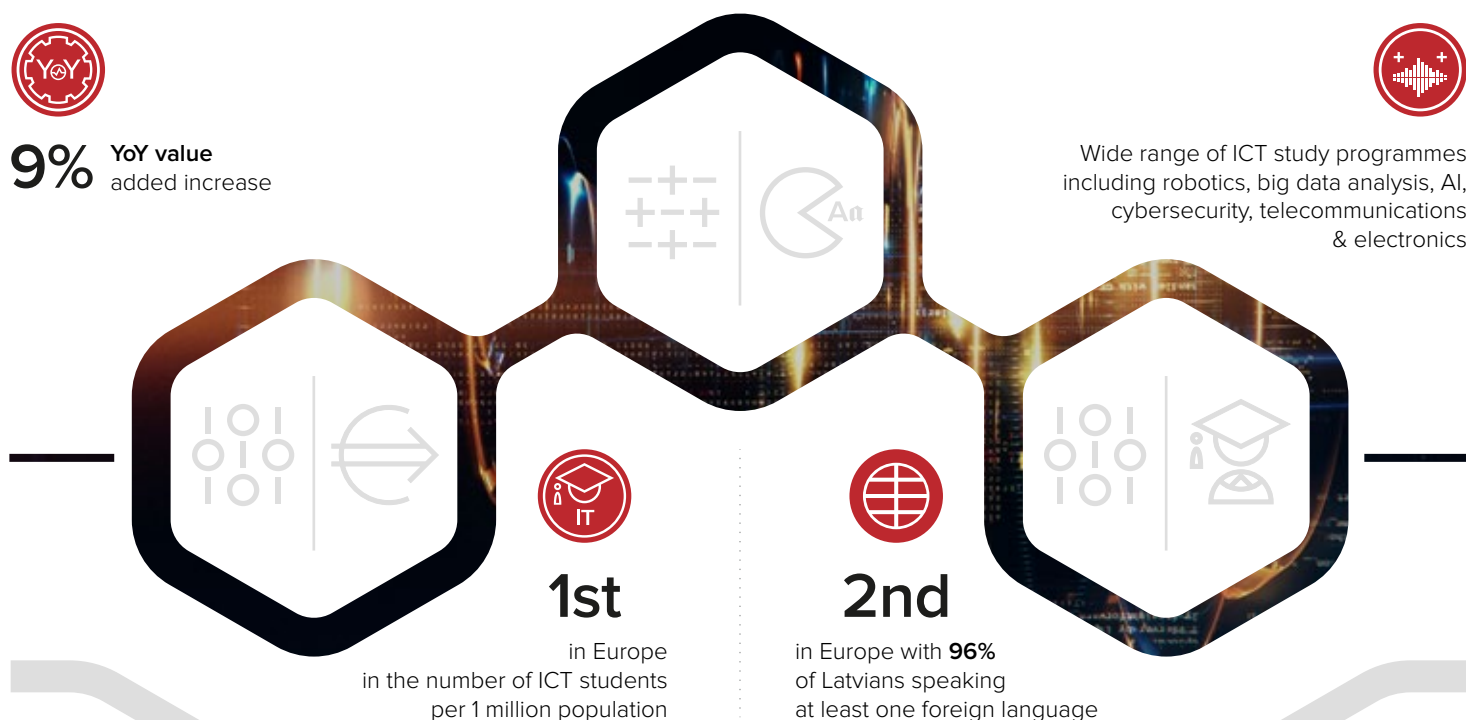 YoY
9% YoY value
added increase
Wide range of ICT study programmes
including robotics, big data analysis, AI,
cybersecurity, telecommunications
& electronics
IT
1st
in Europe
in the number of ICT students
per 1 million population
2nd
in Europe with 96%
of Latvians speaking
at least one foreign language